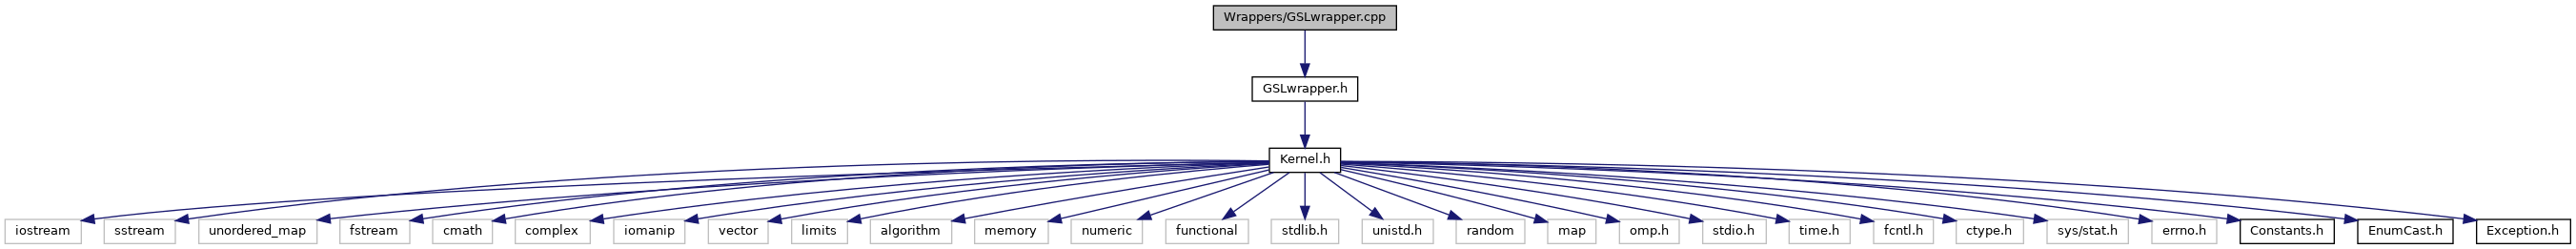 Wrappers/GSLwrapper.cpp
GSLwrapper.h
Kernel.h
iostream
sstream
unordered_map
fstream
cmath
complex
iomanip
vector
limits
algorithm
memory
numeric
functional
stdlib.h
unistd.h
random
map
omp.h
stdio.h
time.h
fcntl.h
ctype.h
sys/stat.h
errno.h
Constants.h
EnumCast.h
Exception.h